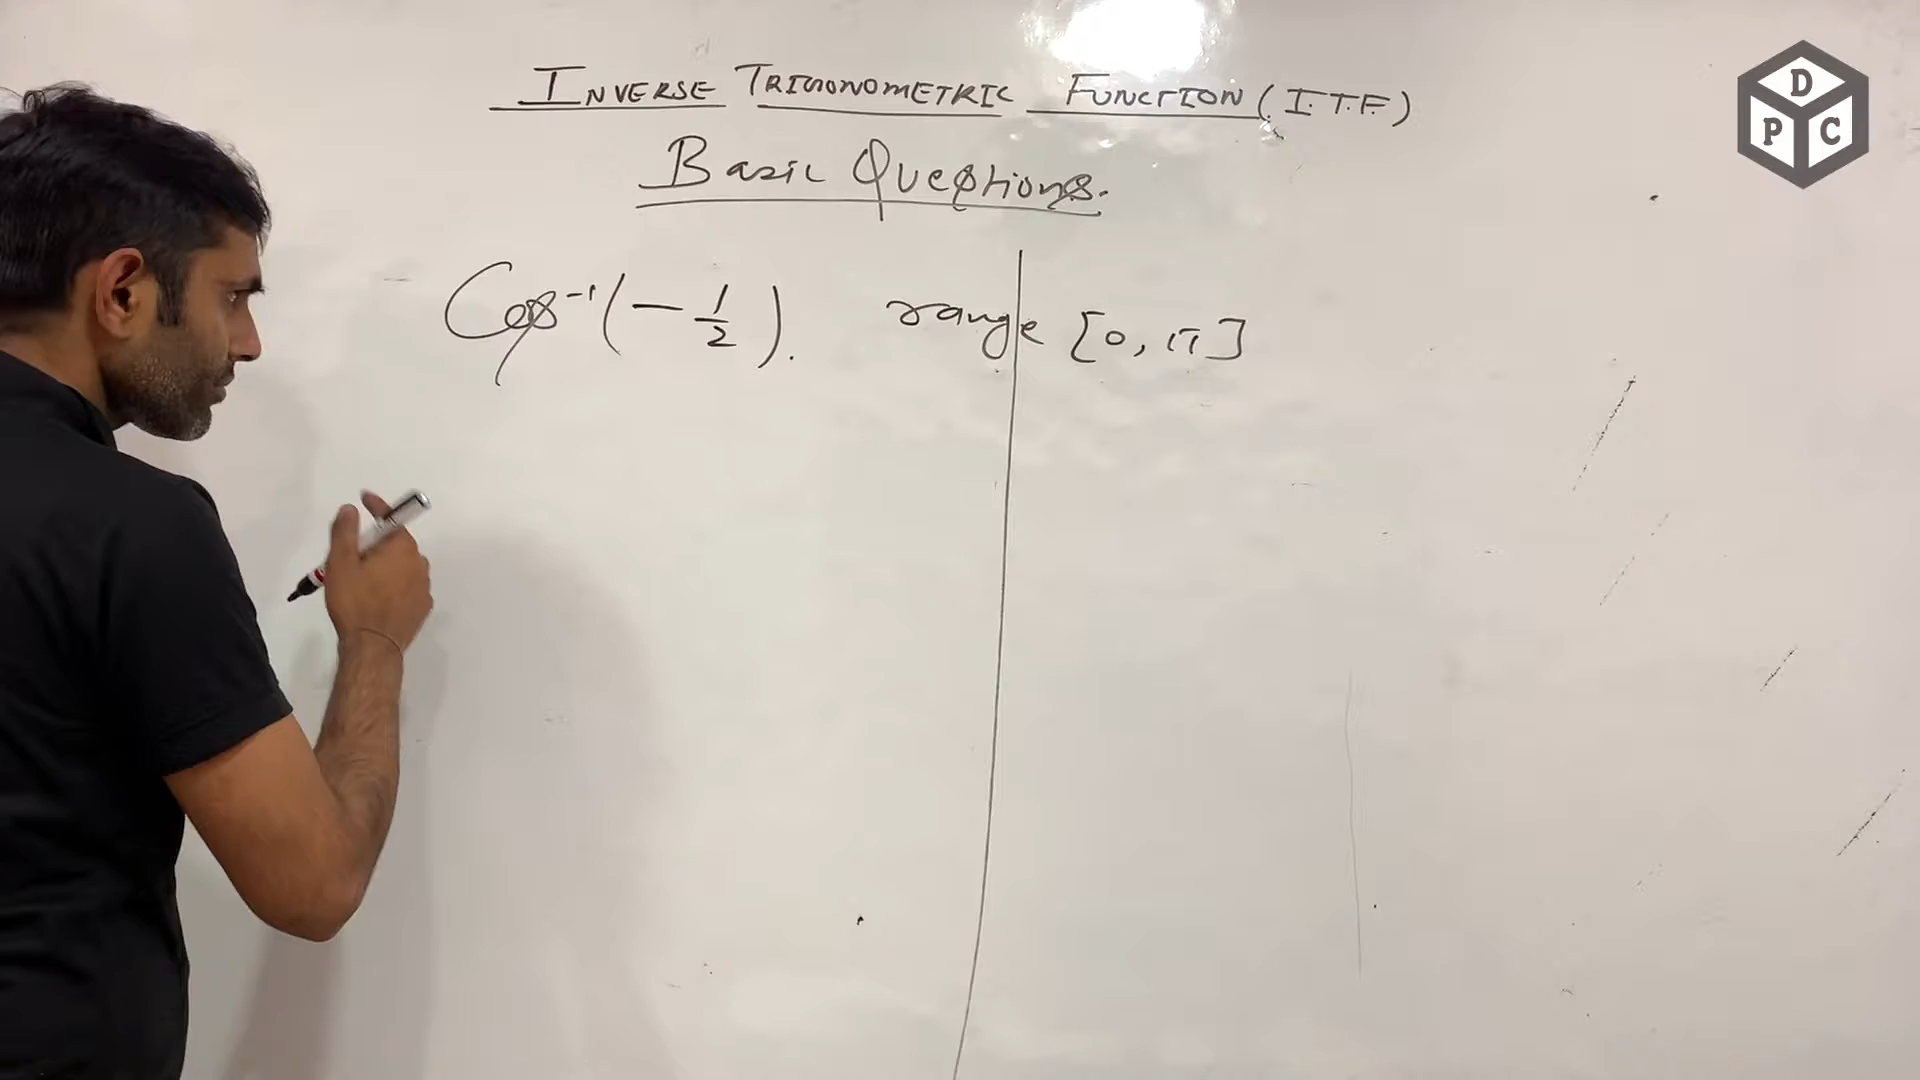 INVERSE TRIGONOMETRIC FUNCTION (I.T.F.)
Basic Questions.
Cos⁻¹(-1/2). range [0, π]
D
P C